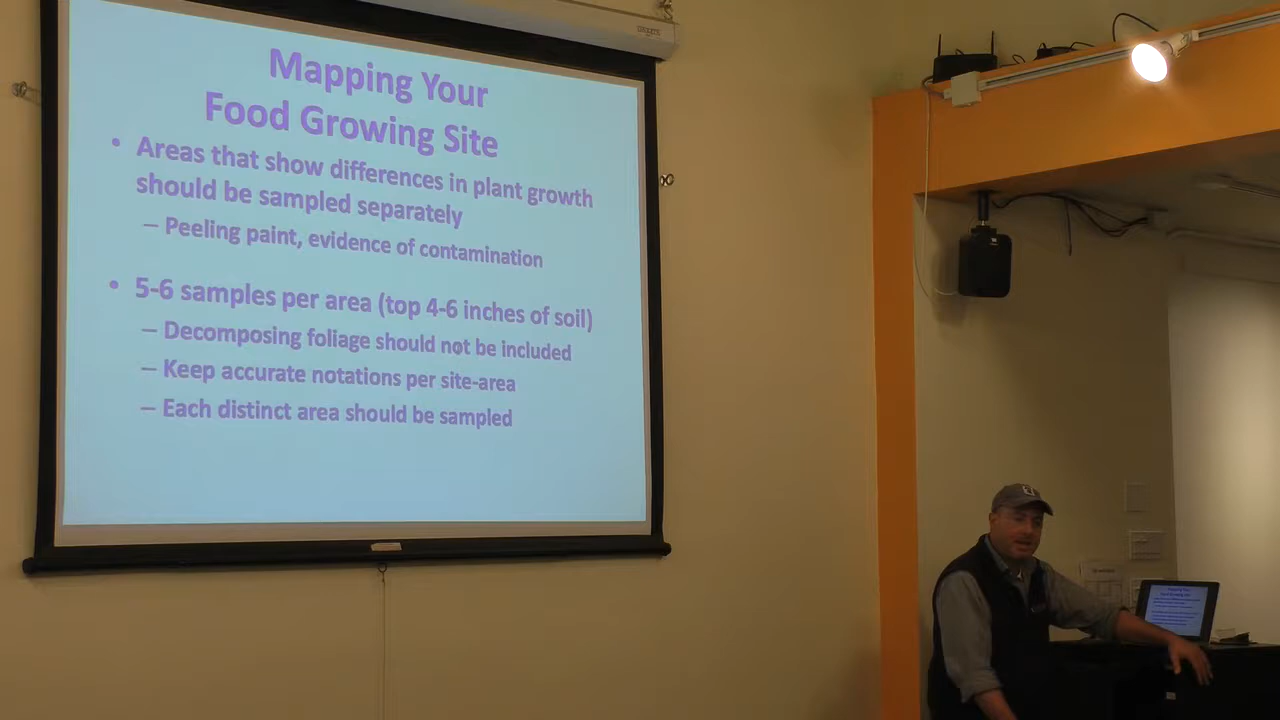 Mapping Your
Food Growing Site
• Areas that show differences in plant growth
should be sampled separately
– Peeling paint, evidence of contamination
• 5-6 samples per area (top 4-6 inches of soil)
– Decomposing foliage should not be included
– Keep accurate notations per site-area
– Each distinct area should be sampled